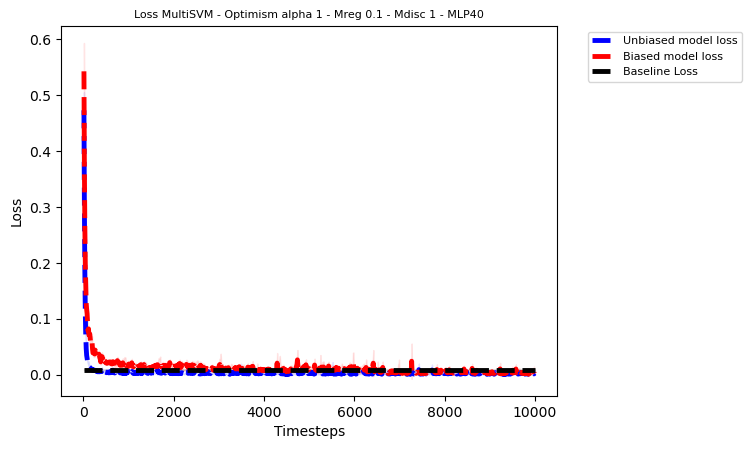 Loss MultiSVM - Optimism alpha 1 - Mreg 0.1 - Mdisc 1 - MLP40
Unbiased model loss
Biased model loss
Baseline Loss
Loss
0.6
0.5
0.4
0.3
0.2
0.1
0.0
0
2000
4000
6000
8000
10000
Timesteps